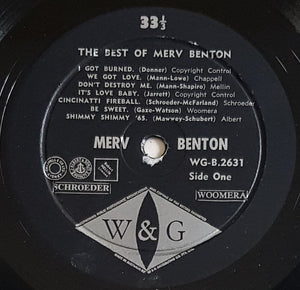 33⅓
THE BEST OF MERV BENTON
I GOT BURNED. (Donner) Copyright Control
WE GOT LOVE. (Mann-Lowe) Chappell
DON'T DESTROY ME. (Mann-Shapiro) Mellin
IT'S LOVE BABY. (Jarrett) Copyright Control
CINCINATTI FIREBALL. (Schroeder-McFarland) Schroeder
BE SWEET. (Gaze-Watson) Woomera
SHIMMY SHIMMY '65. (Mawwey-Schubert) Albert
MERV BENTON
WG-B.2631
Side One
SCHROEDER
WOOMERA
W & G